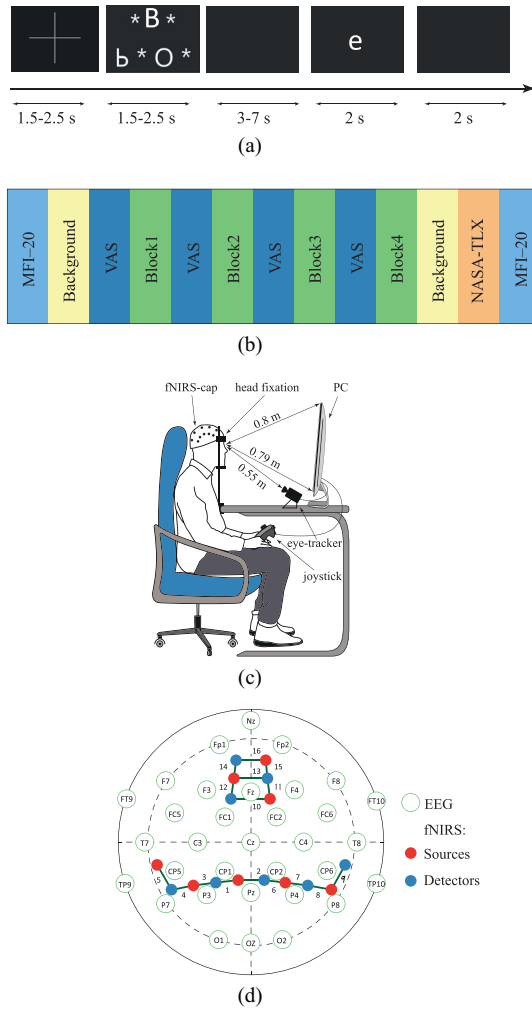 * B *
Ъ * O *
e
1.5-2.5 s
1.5-2.5 s
3-7 s
2 s
2 s
(a)
MFI–20
Background
VAS
Block1
VAS
Block2
VAS
Block3
VAS
Block4
Background
NASA-TLX
MFI–20
(b)
fNIRS-cap
head fixation
PC
0.8 m
0.79 m
0.55 m
eye-tracker
joystick
(c)
Nz
Fp1
Fp2
16
14
15
13
F7
F3
12
Fz
11
F4
F8
FT9
10
FT10
FC5
FC1
FC2
FC6
T7
C3
Cz
C4
T8
TP9
CP5
CP1
CP2
CP6
TP10
5
4
3
1
2
6
7
8
9
P7
P3
Pz
P4
P8
O1
OZ
O2
EEG
fNIRS:
Sources
Detectors
(d)